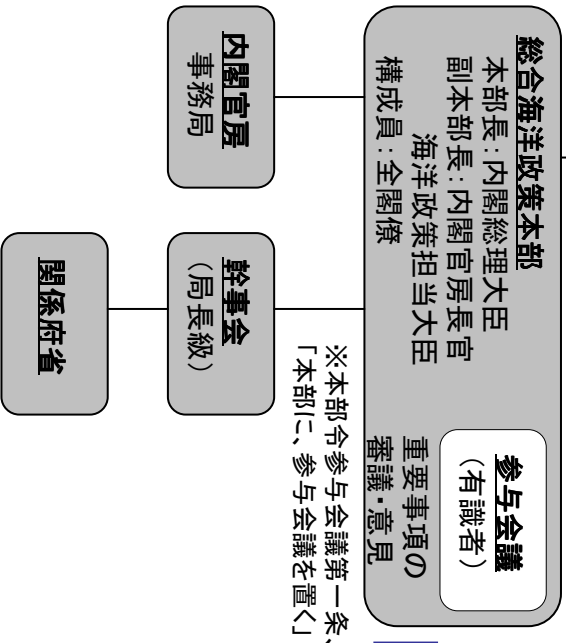 総合海洋政策本部
本部長:内閣総理大臣
副本部長:内閣官房長官
海洋政策担当大臣
構成員:全閣僚
参与会議
(有識者)
重要事項の
審議・意見
※本部令参与会議第一条、
「本部に、参与会議を置く」
内閣官房
事務局
幹事会
(局長級)
関係府省